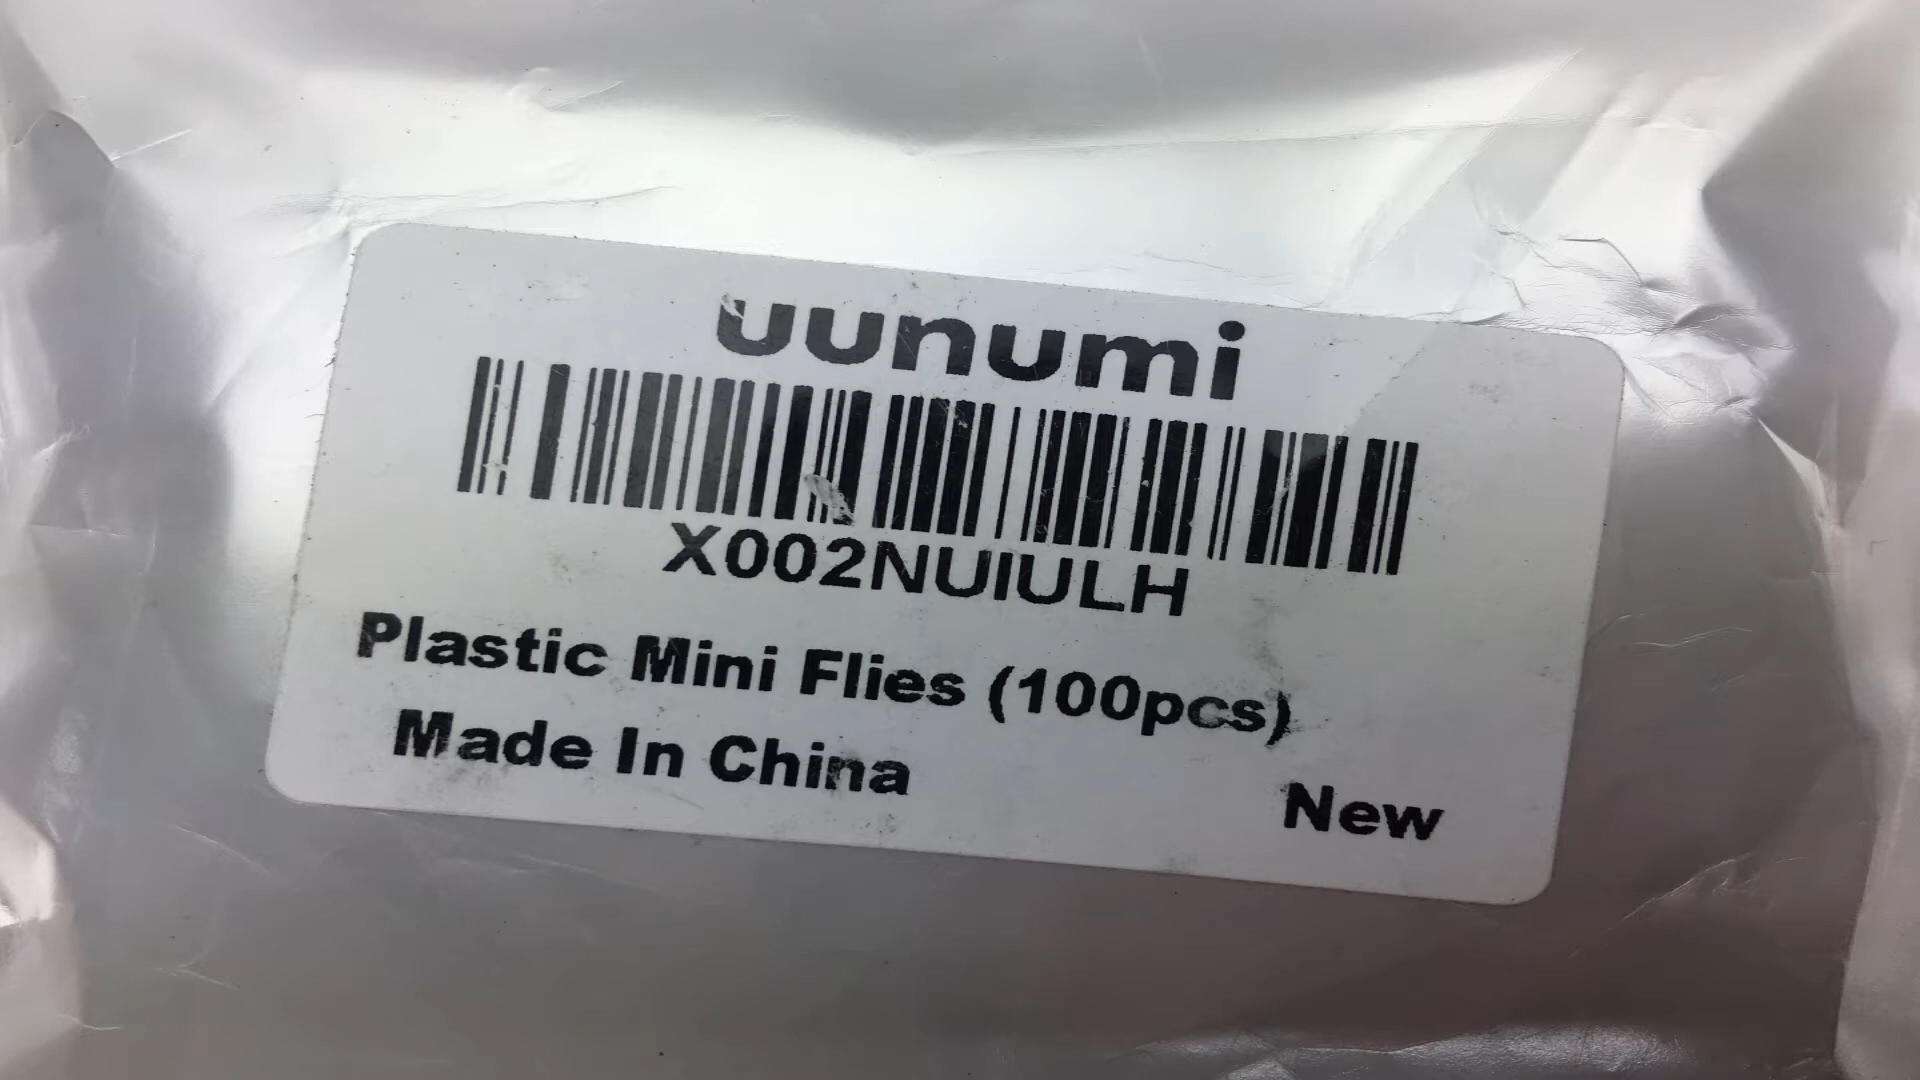 uunumi
X002NUIULH
Plastic Mini Flies (100pcs)
Made In China
New